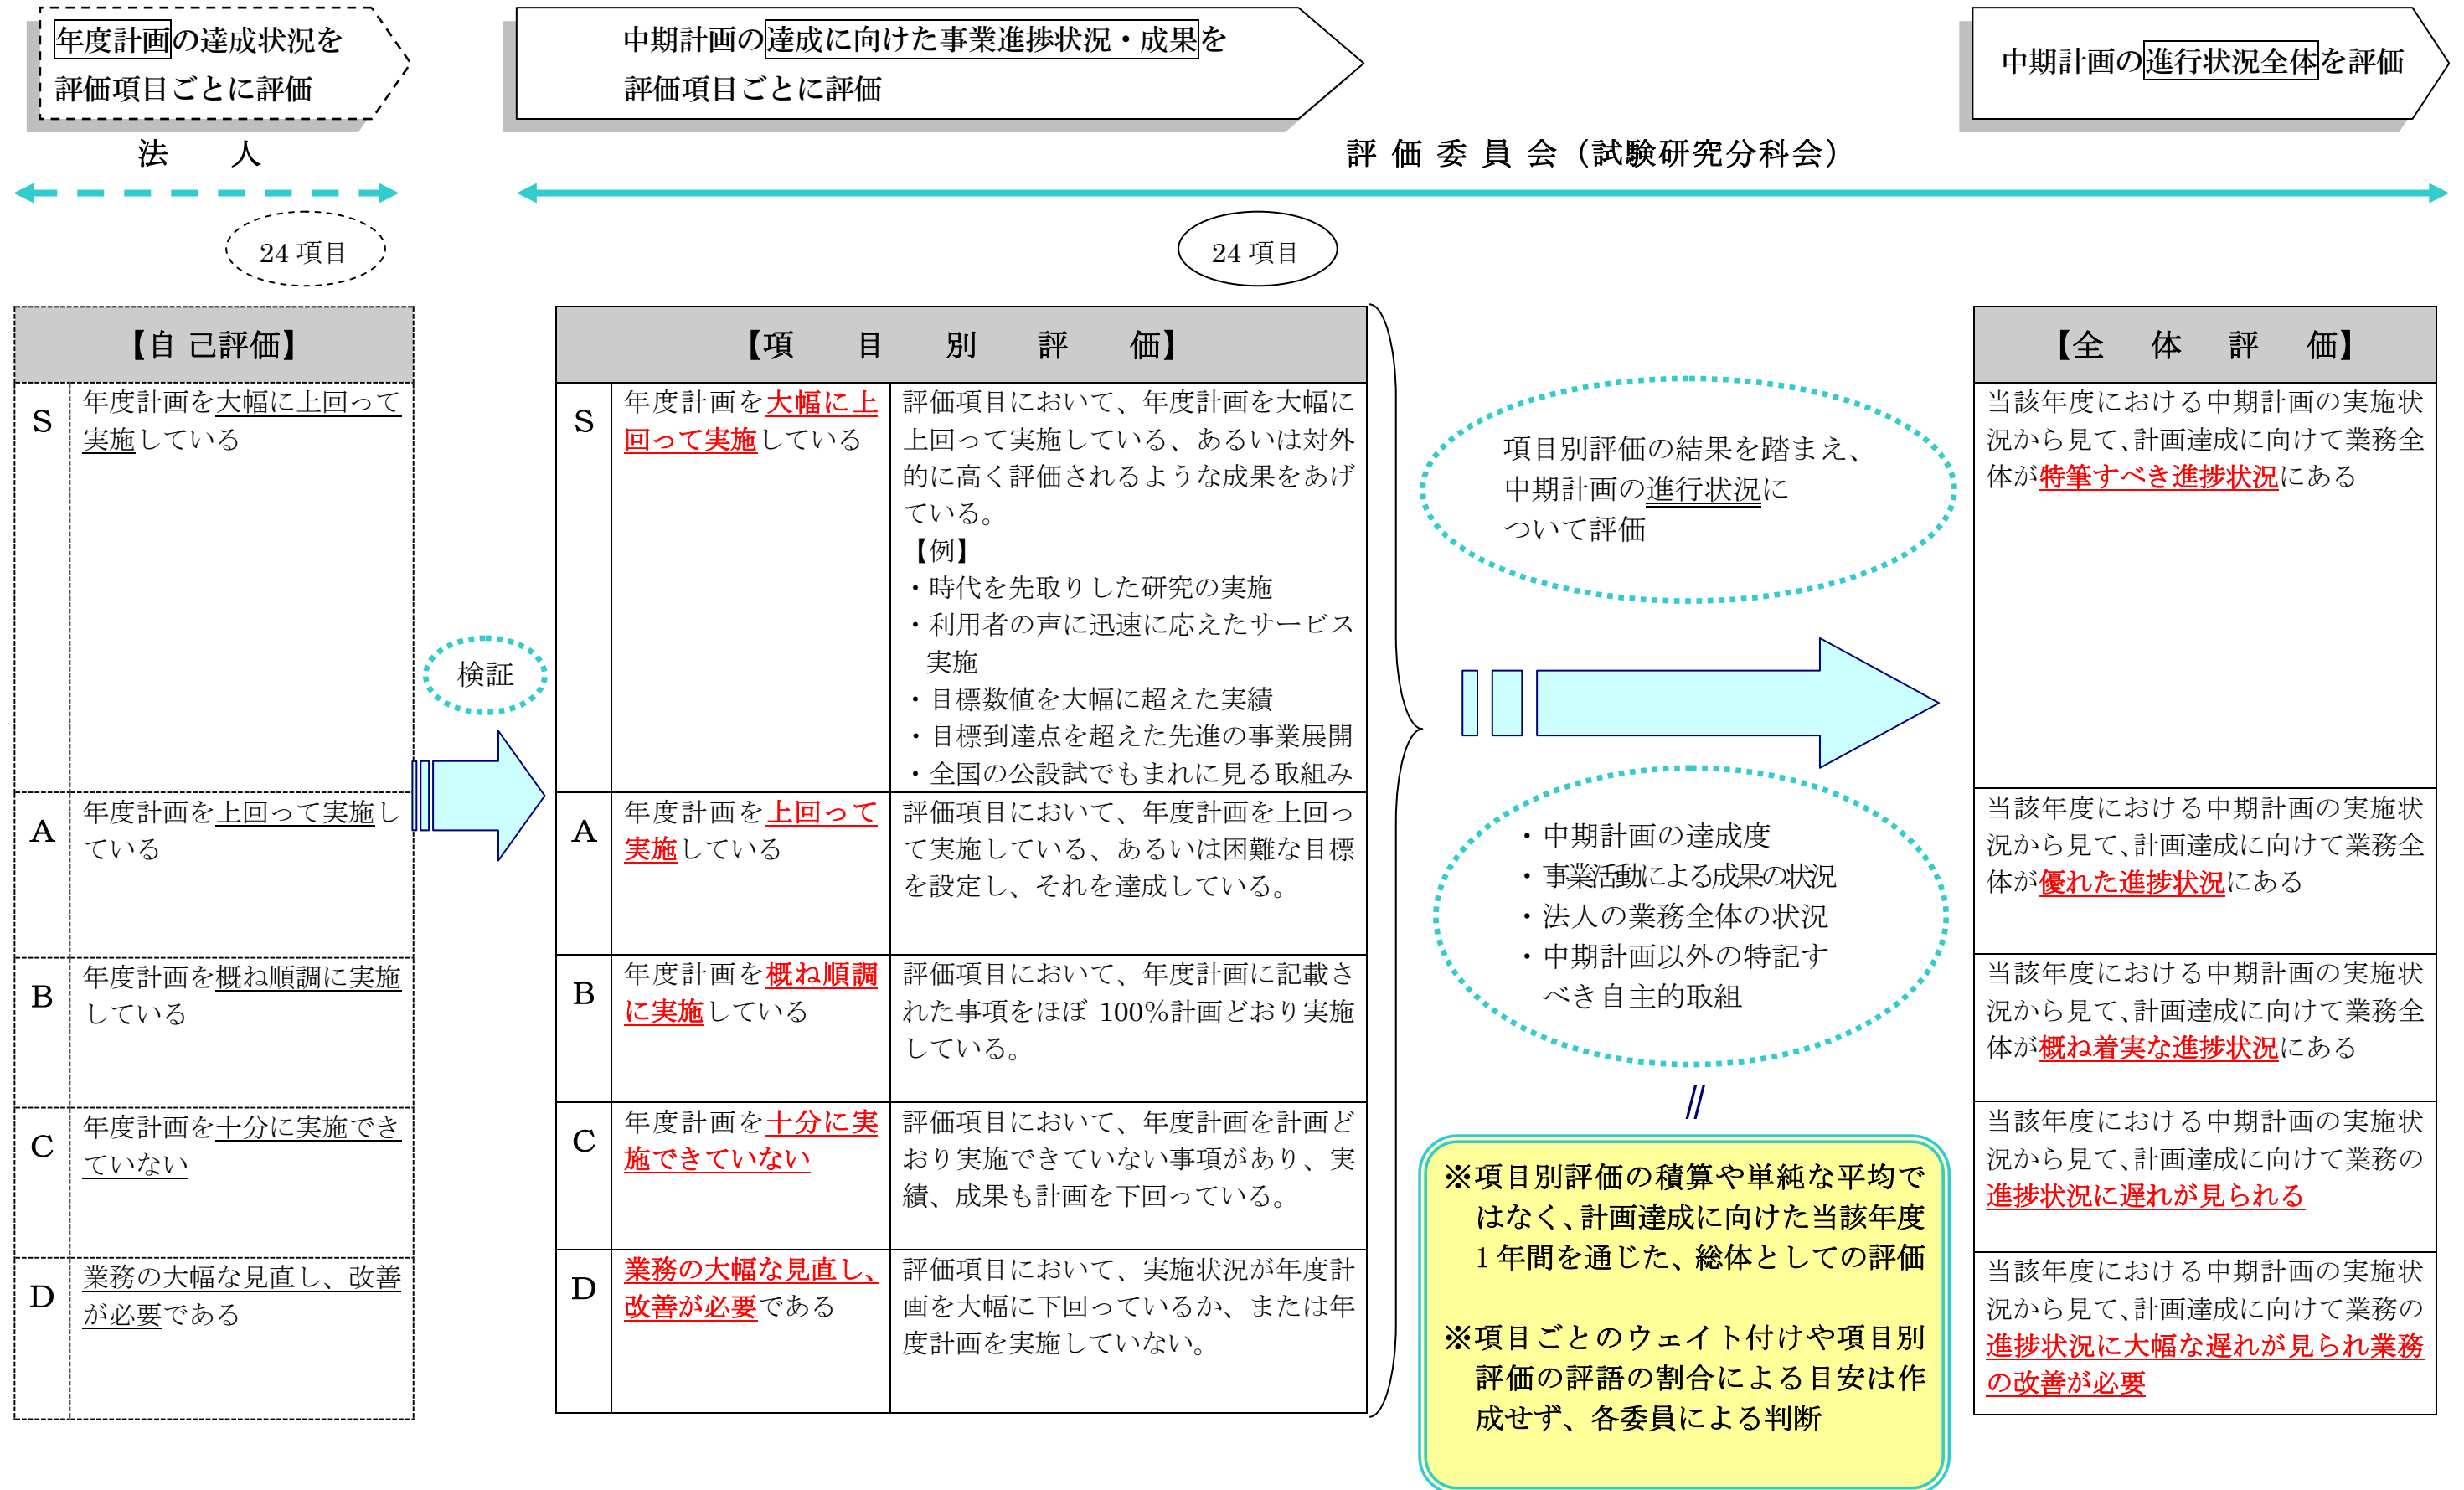 年度計画の達成状況を
評価項目ごとに評価
中期計画の達成に向けた事業進捗状況・成果を
評価項目ごとに評価
中期計画の進行状況全体を評価
法　　人
評 価 委 員 会（試験研究分科会）
24 項目
24 項目
【自 己評価】
S
年度計画を大幅に上回って
実施している
A
年度計画を上回って実施し
ている
B
年度計画を概ね順調に実施
している
C
年度計画を十分に実施でき
ていない
D
業務の大幅な見直し、改善
が必要である
検証
【項　　目　　別　　評　　価】
S
年度計画を大幅に上
回って実施している
評価項目において、年度計画を大幅に
上回って実施している、あるいは対外
的に高く評価されるような成果をあげ
ている。
【例】
・時代を先取りした研究の実施
・利用者の声に迅速に応えたサービス
実施
・目標数値を大幅に超えた実績
・目標到達点を超えた先進の事業展開
・全国の公設試でもまれに見る取組み
A
年度計画を上回って
実施している
評価項目において、年度計画を上回っ
て実施している、あるいは困難な目標
を設定し、それを達成している。
B
年度計画を概ね順調
に実施している
評価項目において、年度計画に記載さ
れた事項をほぼ 100％計画どおり実施
している。
C
年度計画を十分に実
施できていない
評価項目において、年度計画を計画ど
おり実施できていない事項があり、実
績、成果も計画を下回っている。
D
業務の大幅な見直し、
改善が必要である
評価項目において、実施状況が年度計
画を大幅に下回っているか、または年
度計画を実施していない。
項目別評価の結果を踏まえ、
中期計画の進行状況に
ついて評価
・中期計画の達成度
・事業活動による成果の状況
・法人の業務全体の状況
・中期計画以外の特記す
べき自主的取組
※項目別評価の積算や単純な平均で
はなく、計画達成に向けた当該年度
1 年間を通じた、総体としての評価
※項目ごとのウェイト付けや項目別
評価の評語の割合による目安は作
成せず、各委員による判断
【全　体　評　価】
当該年度における中期計画の実施状
況から見て、計画達成に向けて業務全
体が特筆すべき進捗状況にある
当該年度における中期計画の実施状
況から見て、計画達成に向けて業務全
体が優れた進捗状況にある
当該年度における中期計画の実施状
況から見て、計画達成に向けて業務全
体が概ね着実な進捗状況にある
当該年度における中期計画の実施状
況から見て、計画達成に向けて業務の
進捗状況に遅れが見られる
当該年度における中期計画の実施状
況から見て、計画達成に向けて業務の
進捗状況に大幅な遅れが見られ業務
の改善が必要